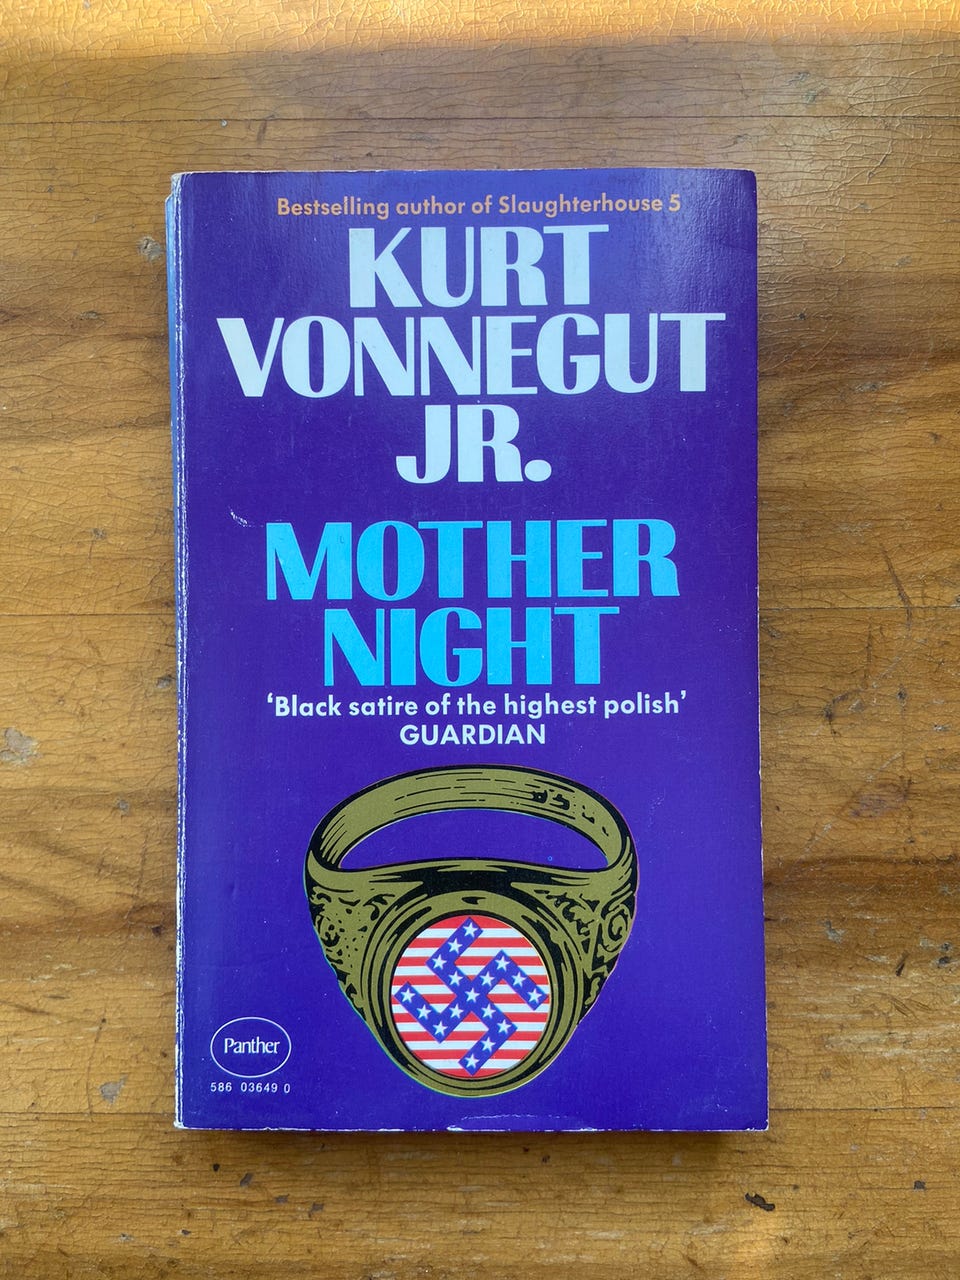 Bestselling author of Slaughterhouse 5
KURT
VONNEGUT
JR.
MOTHER
NIGHT
‘Black satire of the highest polish’
GUARDIAN
Panther
586 03649 0